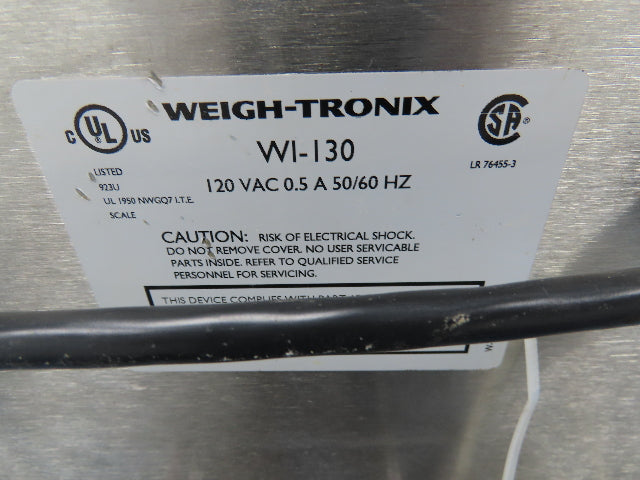 WEIGH-TRONIX
C UL US
SA
WI-130
LR 76455-3
120 VAC 0.5 A 50/60 HZ
LISTED
923U
UL 1950 NWGQ7 I.T.E.
SCALE
CAUTION: RISK OF ELECTRICAL SHOCK.
DO NOT REMOVE COVER. NO USER SERVICABLE
PARTS INSIDE. REFER TO QUALIFIED SERVICE
PERSONNEL FOR SERVICING.
THIS DEVICE COMPLIES WITH PART